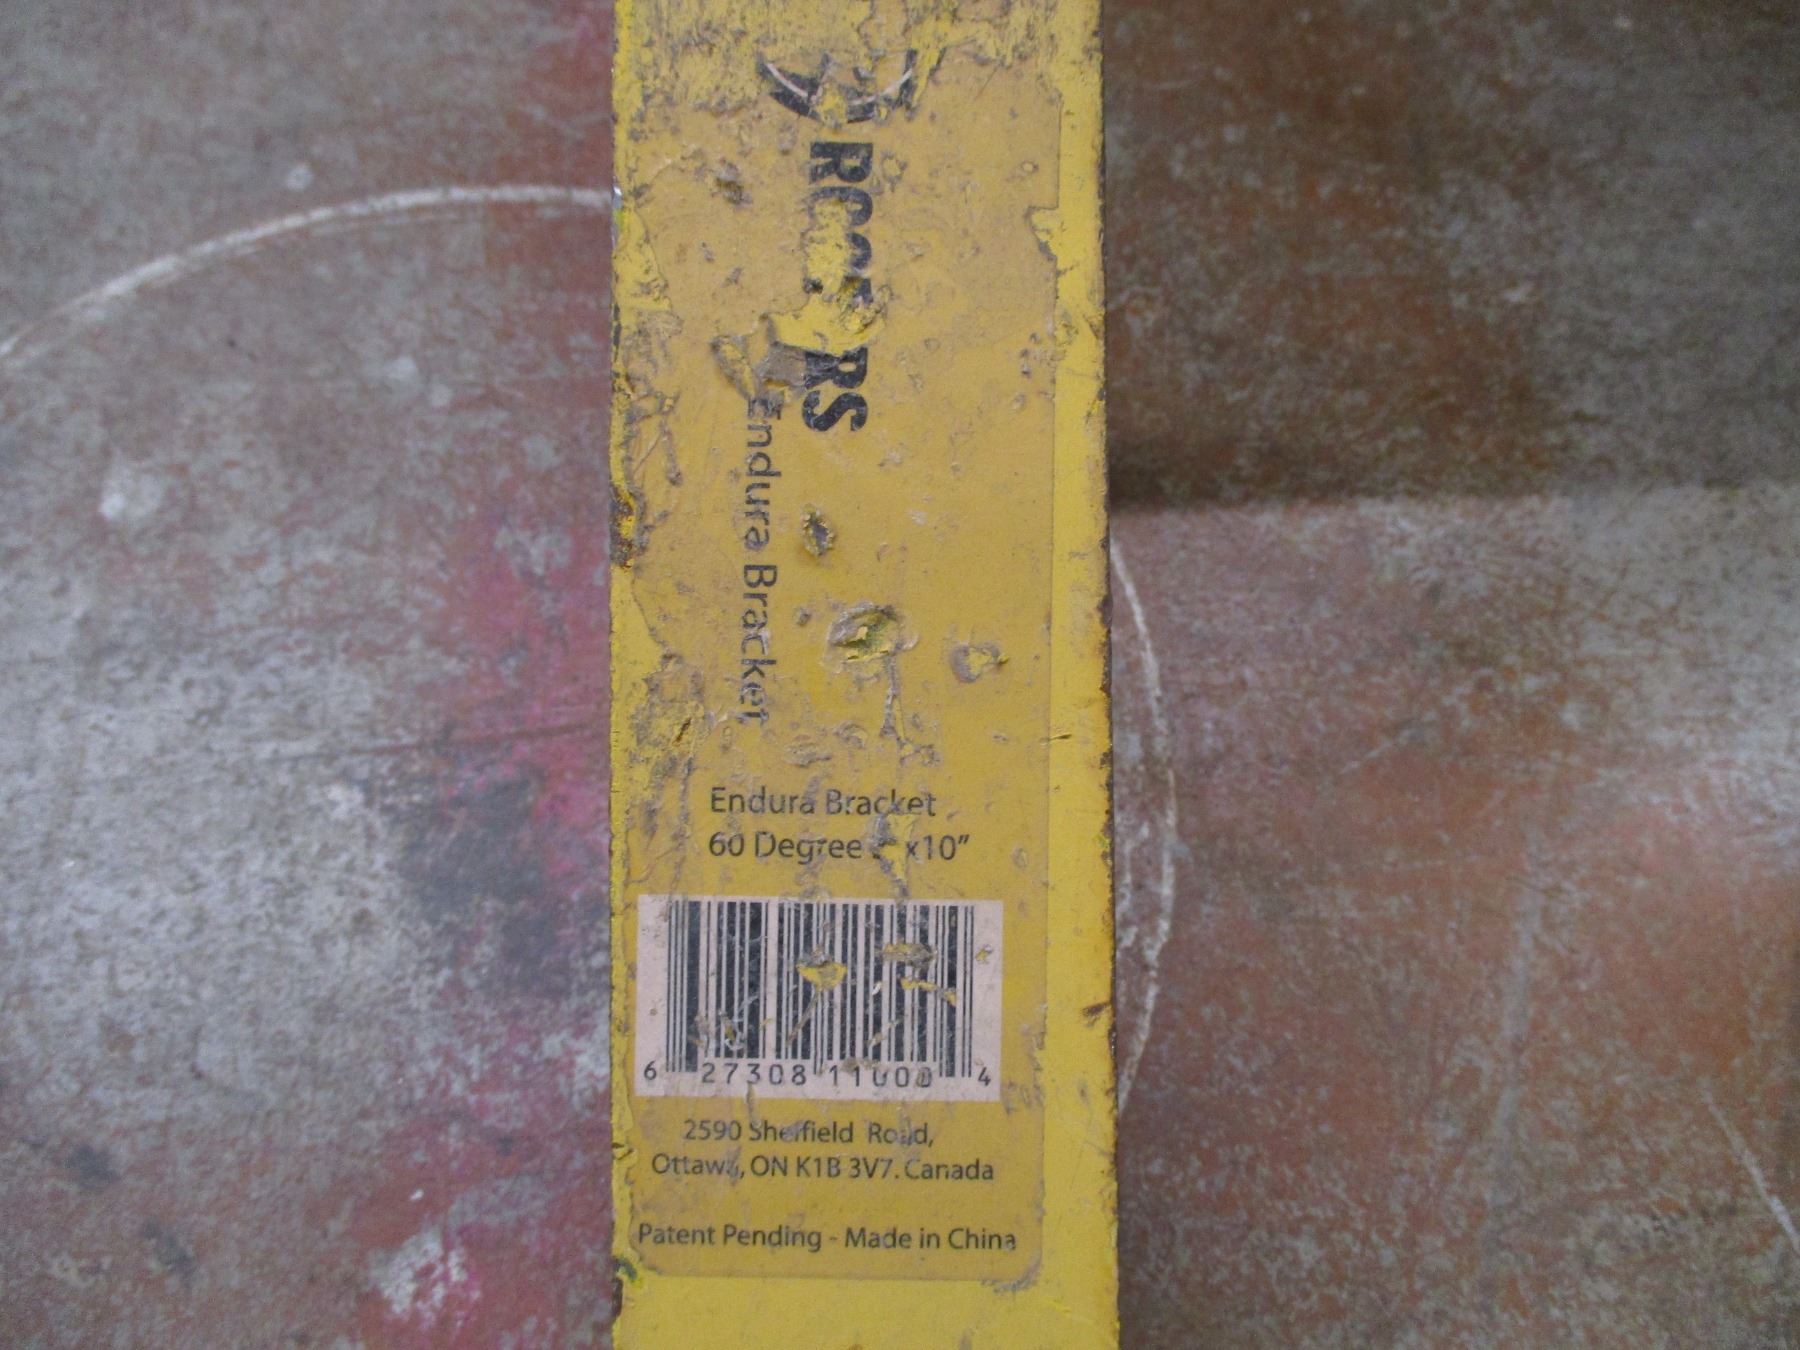 Endura Bracket
Endura Bracket
60 Degree x10”
6 27308 11000 4
2590 Sheffield Road,
Ottawa, ON K1B 3V7. Canada
Patent Pending - Made in China